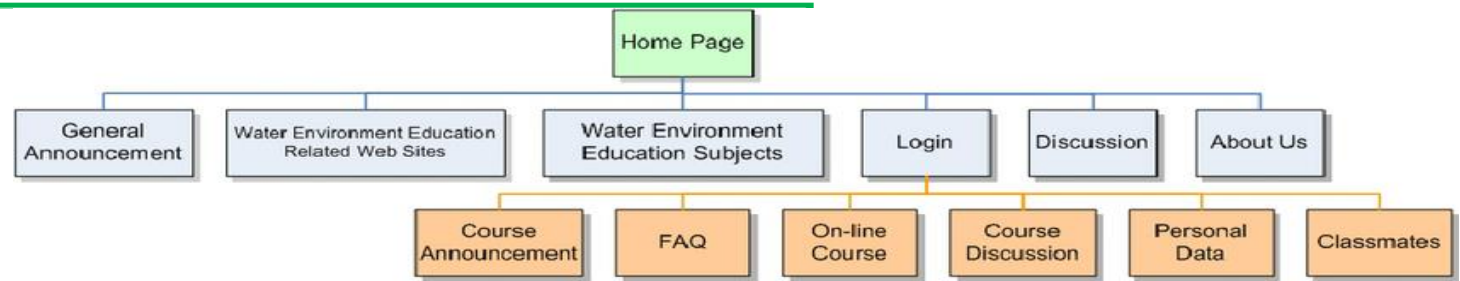 Home Page
General
Announcement
Water Environment Education
Related Web Sites
Water Environment
Education Subjects
Login
Discussion
About Us
Course
Announcement
FAQ
On-line
Course
Course
Discussion
Personal
Data
Classmates